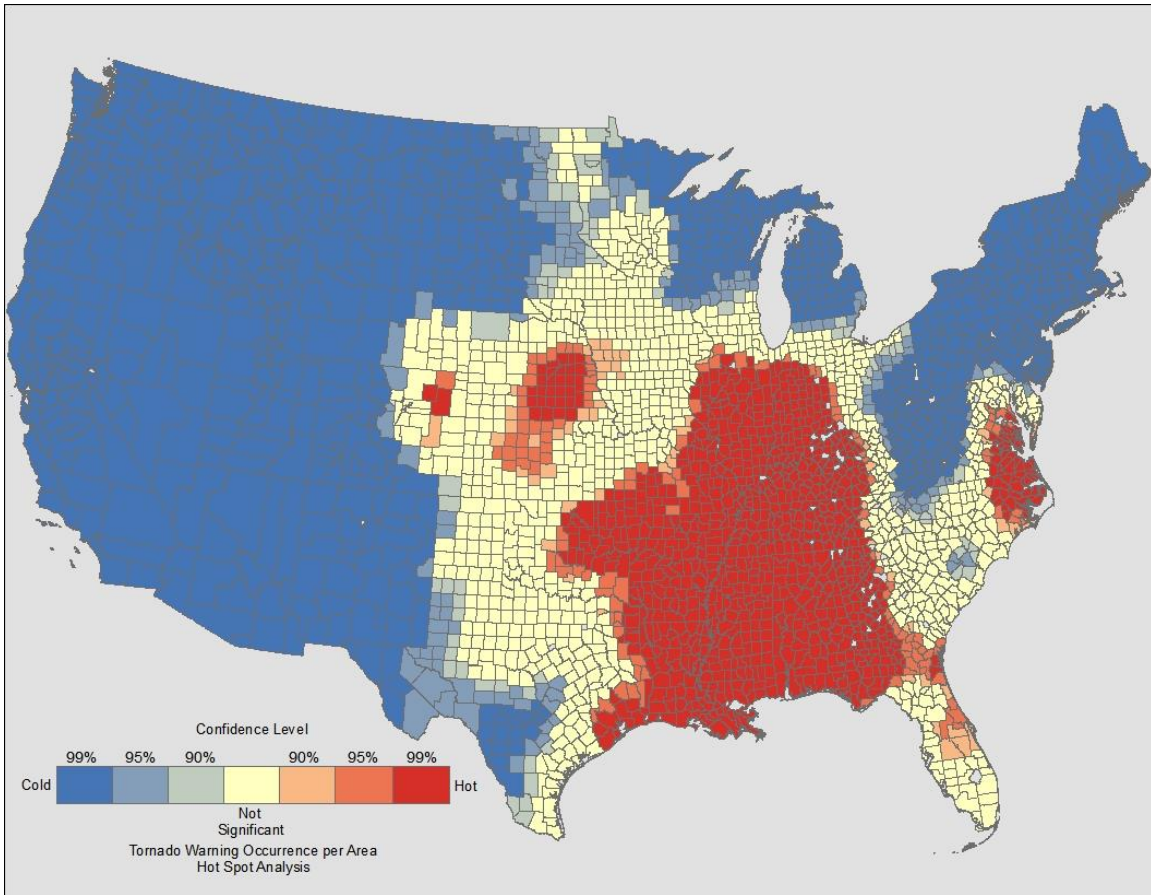 Confidence Level
99% 95% 90% 90% 95% 99%
Cold Hot
Not
Significant
Tornado Warning Occurrence per Area
Hot Spot Analysis